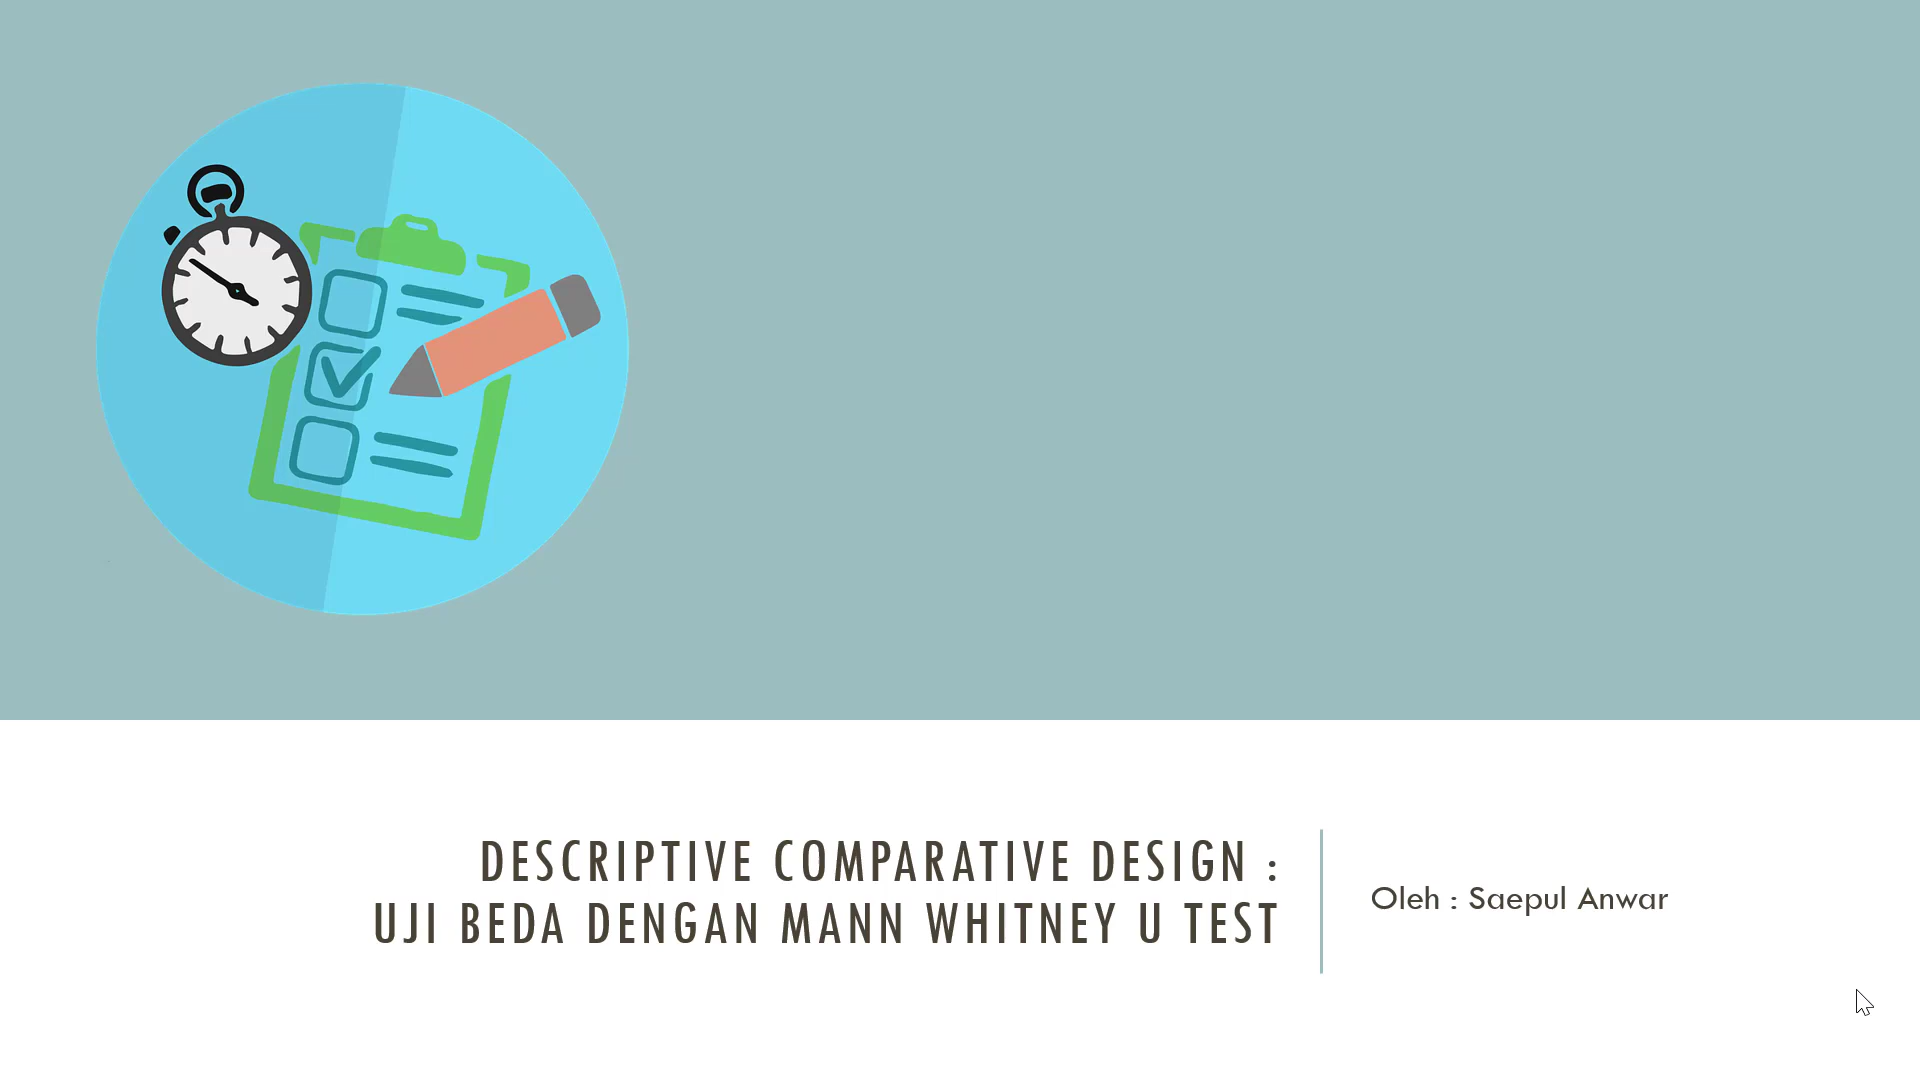 DESCRIPTIVE COMPARATIVE DESIGN :
UJI BEDA DENGAN MANN WHITNEY U TEST
Oleh : Saepul Anwar